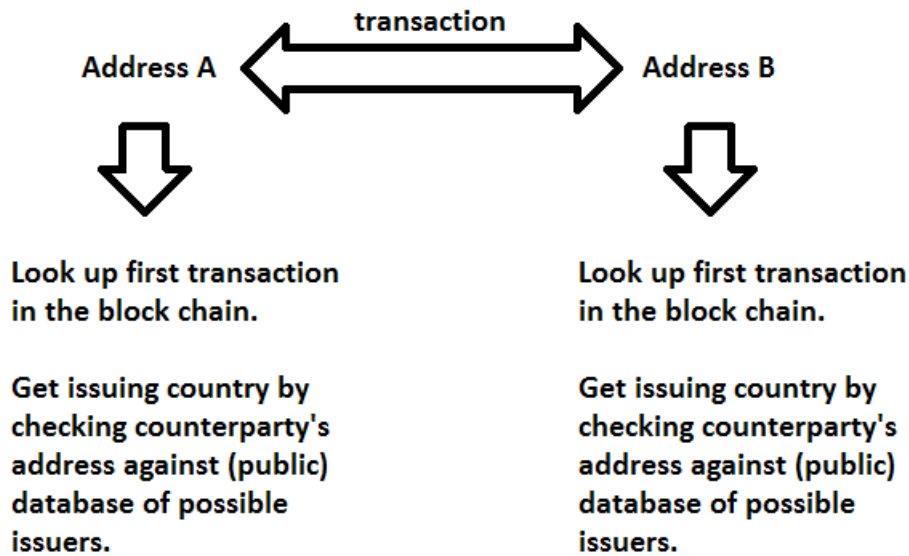 transaction
Address A
Address B
Look up first transaction
in the block chain.
Get issuing country by
checking counterparty's
address against (public)
database of possible
issuers.
Look up first transaction
in the block chain.
Get issuing country by
checking counterparty's
address against (public)
database of possible
issuers.